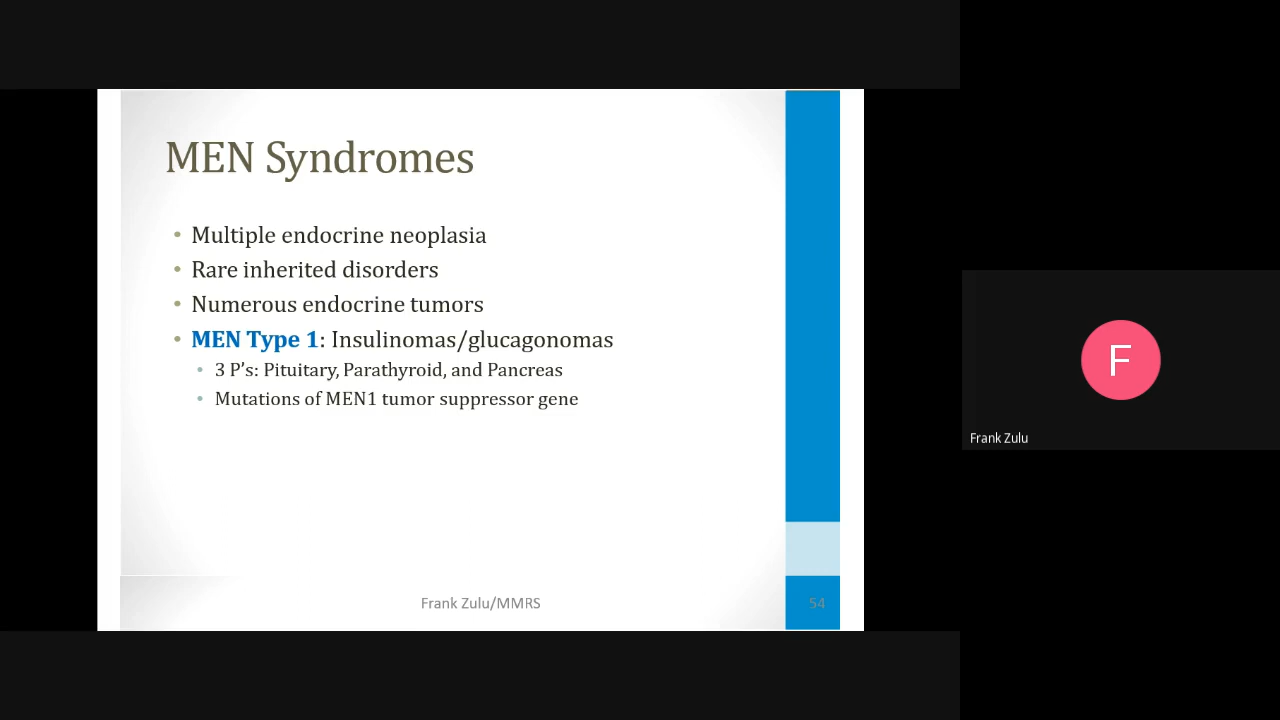 MEN Syndromes
• Multiple endocrine neoplasia
• Rare inherited disorders
• Numerous endocrine tumors
• MEN Type 1: Insulinomas/glucagonomas
• 3 P's: Pituitary, Parathyroid, and Pancreas
• Mutations of MEN1 tumor suppressor gene
Frank Zulu/MMRS
54
F
Frank Zulu